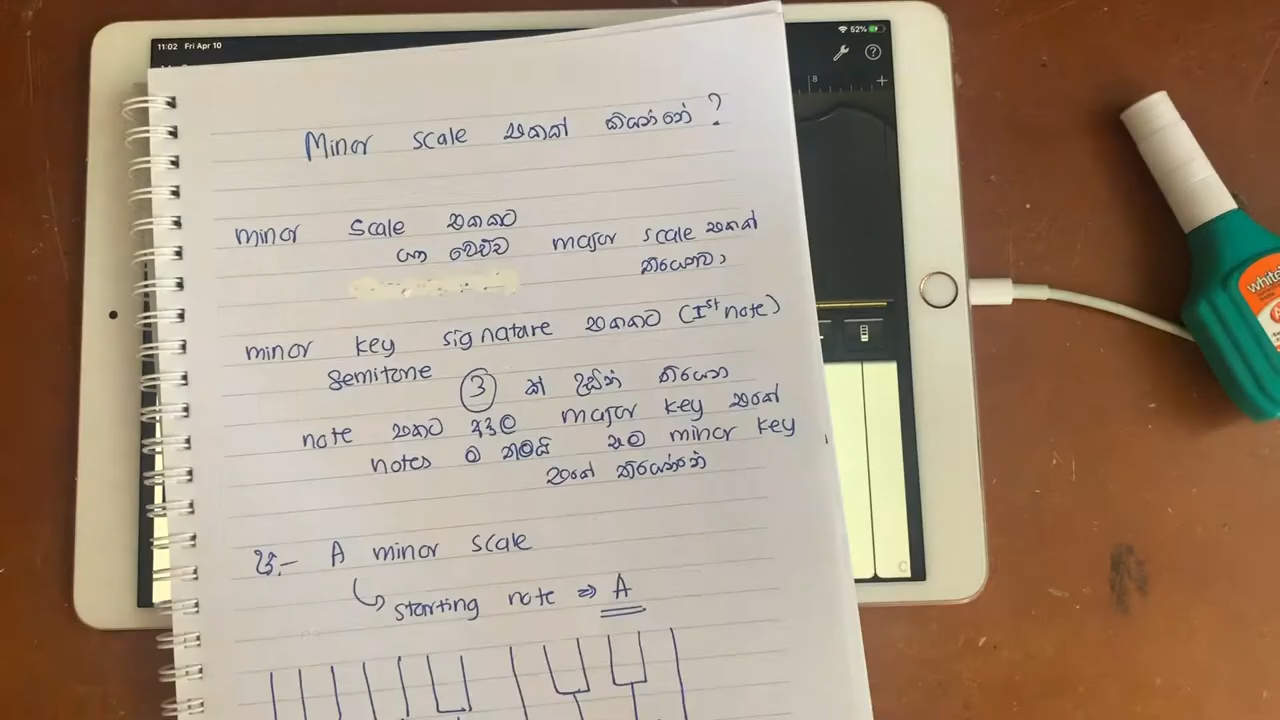 11:02 Fri Apr 10
52%
8
Minor scale එකක් කියන්නේ ?
minor scale එකකට
යා වෙච්ච major scale එකක්
තියෙනවා
minor key signature එකකට (1st note)
semitone 3 ක් උඩින් තියෙන
note එකට අදාල major key එකේ
notes ම තමයි සම minor key
එකේ තියෙන්නේ
උදි:- A minor scale
starting note ⇒ A
C